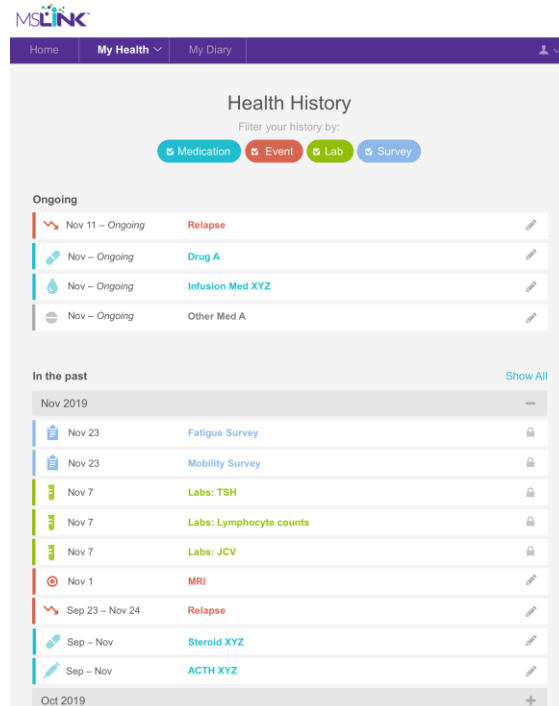 MSLINK™
Home My Health My Diary
Health History
Filter your history by:
Medication Event Lab Survey
Ongoing
Nov 11 – Ongoing Relapse
Nov – Ongoing Drug A
Nov – Ongoing Infusion Med XYZ
Nov – Ongoing Other Med A
In the past Show All
Nov 2019
Nov 23 Fatigue Survey
Nov 23 Mobility Survey
Nov 7 Labs: TSH
Nov 7 Labs: Lymphocyte counts
Nov 7 Labs: JCV
Nov 1 MRI
Sep 23 – Nov 24 Relapse
Sep – Nov Steroid XYZ
Sep – Nov ACTH XYZ
Oct 2019